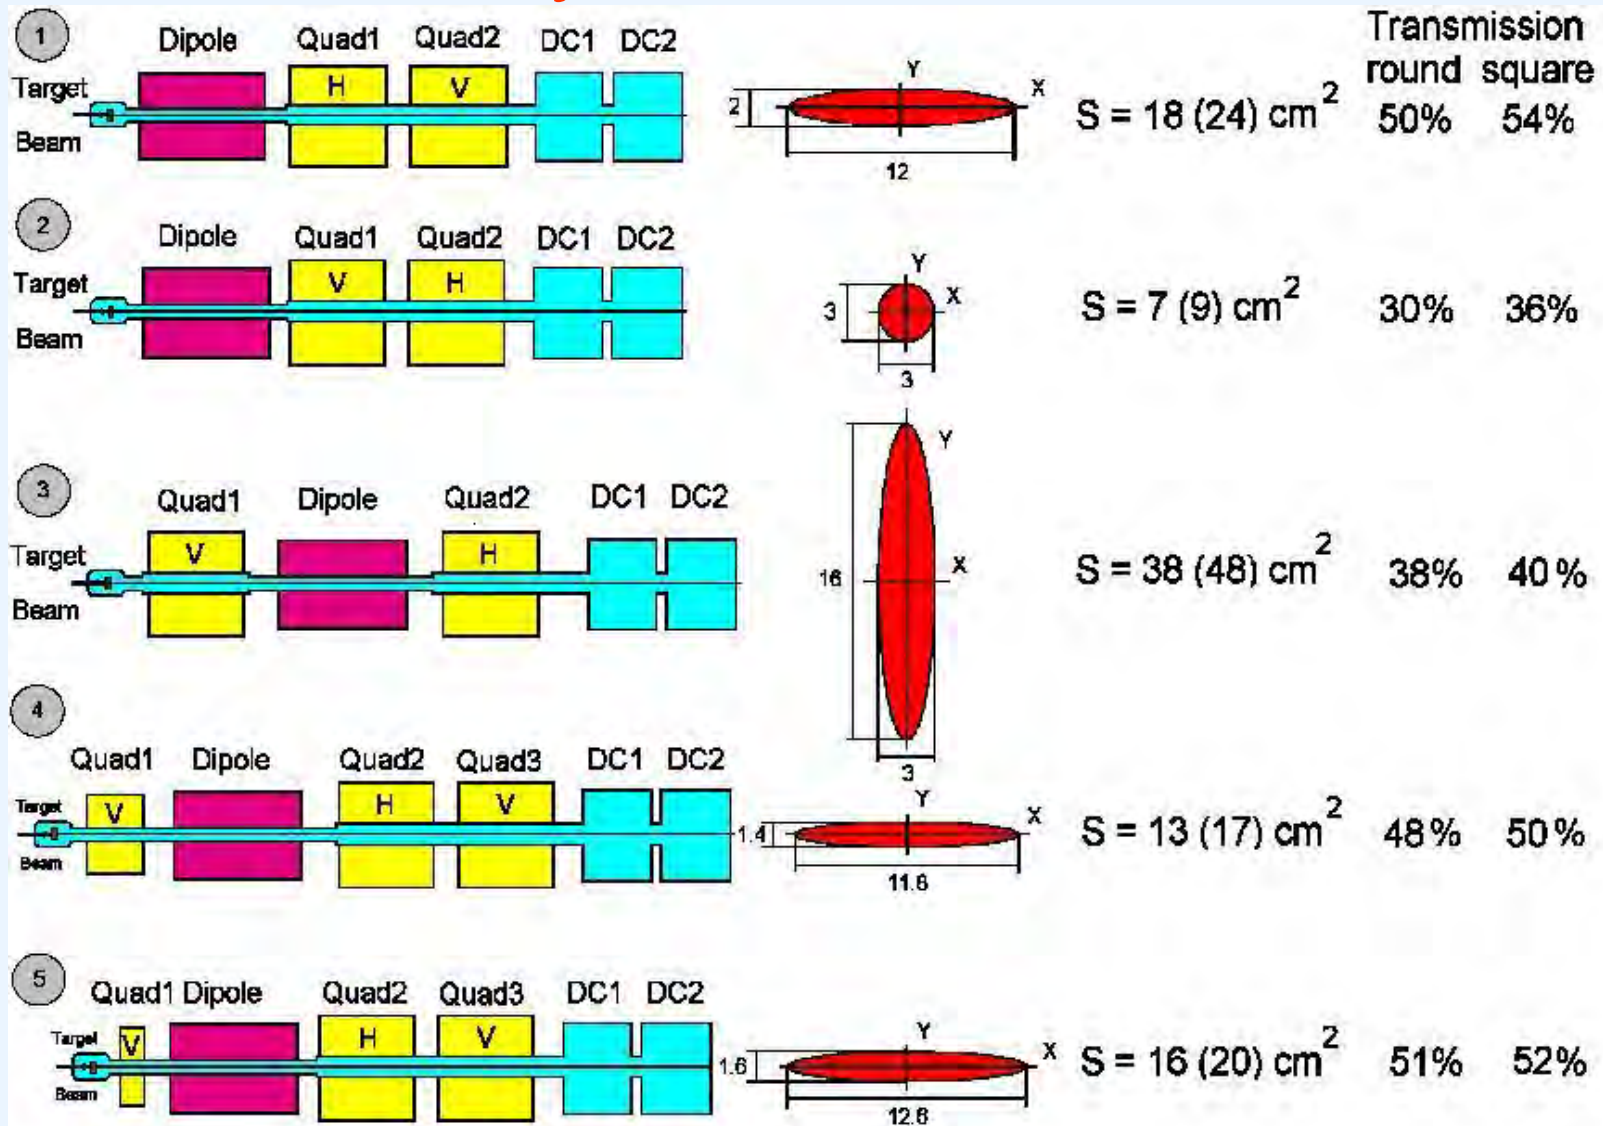 Transmission
round square
1
Dipole Quad1 Quad2 DC1 DC2
Target
H V
Beam
Y
X
2
12
S = 18 (24) cm2 50% 54%
2
Dipole Quad1 Quad2 DC1 DC2
Target
V H
Beam
Y
X
3
3
S = 7 (9) cm2 30% 36%
3
Quad1 Dipole Quad2 DC1 DC2
Target
V H
Beam
Y
X
16
3
S = 38 (48) cm2 38% 40%
4
Quad1 Dipole Quad2 Quad3 DC1 DC2
Target
V H V
Beam
Y
X
1.4
11.8
S = 13 (17) cm2 48% 50%
5
Quad1 Dipole Quad2 Quad3 DC1 DC2
Target
V H V
Beam
Y
X
1.6
12.8
S = 16 (20) cm2 51% 52%